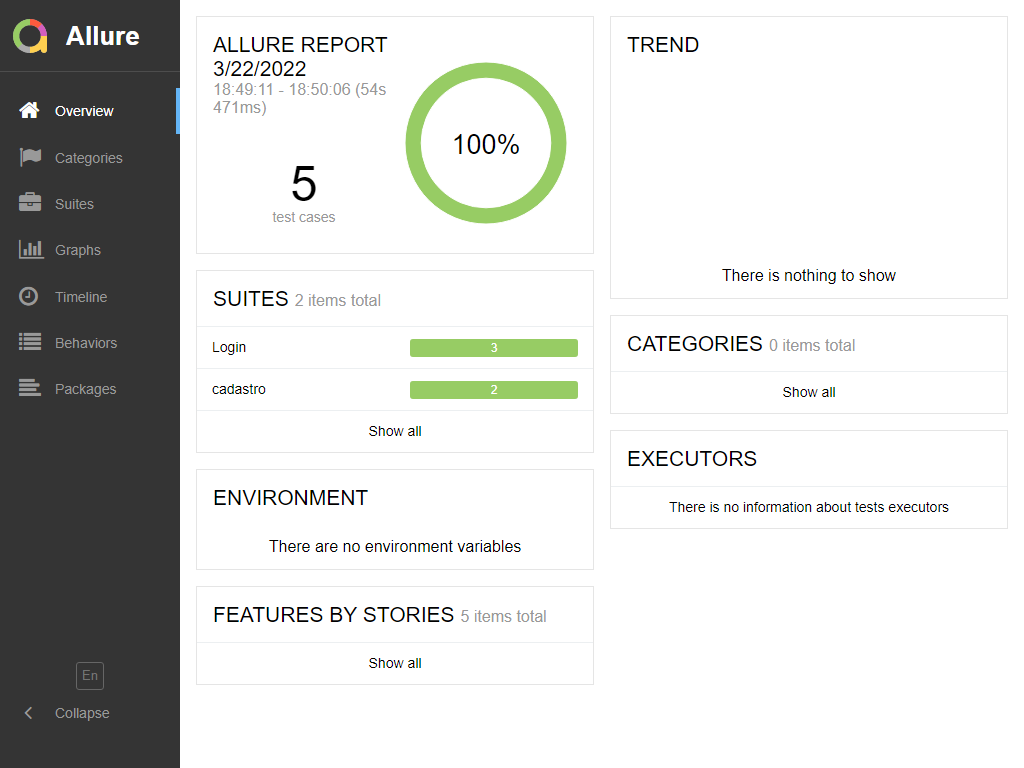 Allure
Overview
Categories
Suites
Graphs
Timeline
Behaviors
Packages
En
Collapse
ALLURE REPORT
3/22/2022
18:49:11 - 18:50:06 (54s
471ms)
5
test cases
100%
SUITES 2 items total
Login 3
cadastro 2
Show all
ENVIRONMENT
There are no environment variables
FEATURES BY STORIES 5 items total
Show all
TREND
There is nothing to show
CATEGORIES 0 items total
Show all
EXECUTORS
There is no information about tests executors